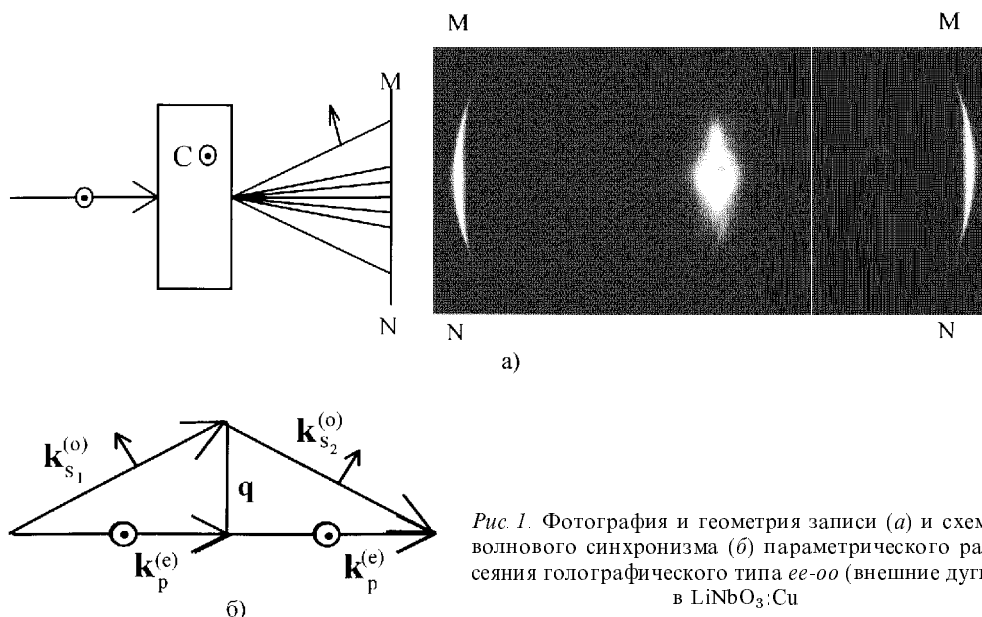 M M
M
C
N
N N
а)
k_{s_1}^{(o)} k_{s_2}^{(o)}
q
k_p^{(e)} k_p^{(e)}
б)
Рис. 1. Фотография и геометрия записи (а) и схем
волнового синхронизма (б) параметрического ра
сеяния голографического типа ee-oo (внешние дуги
в LiNbO₃:Cu